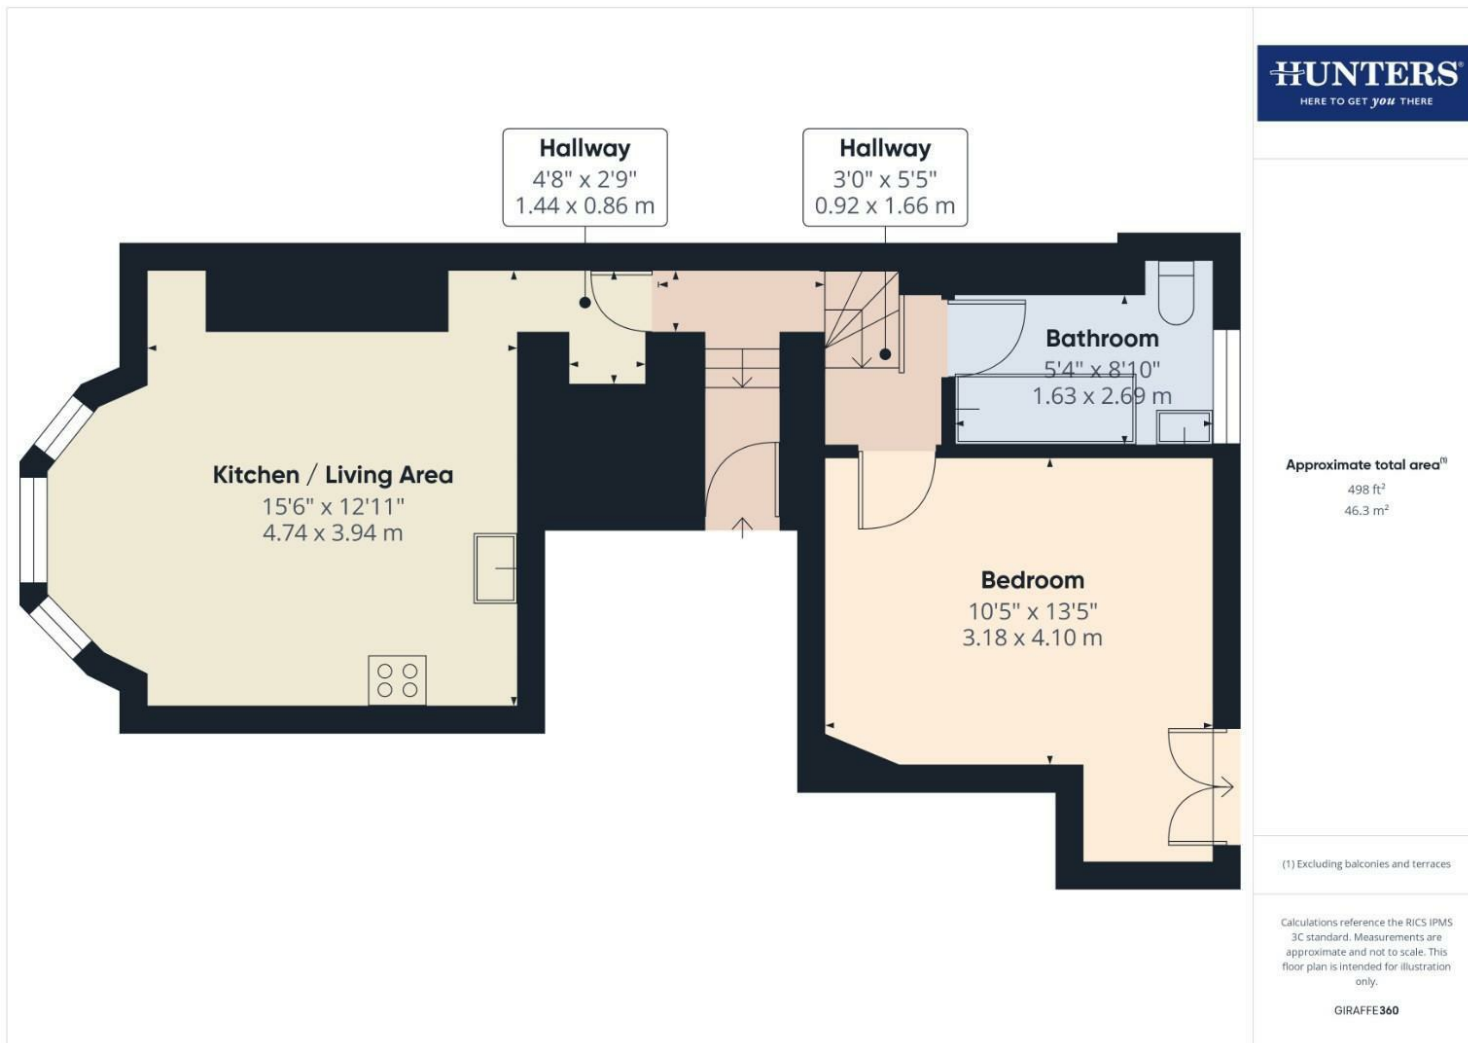 HUNTERS®
HERE TO GET you THERE
Hallway
4'8" x 2'9"
1.44 x 0.86 m
Hallway
3'0" x 5'5"
0.92 x 1.66 m
Bathroom
5'4" x 8'10"
1.63 x 2.69 m
Kitchen / Living Area
15'6" x 12'11"
4.74 x 3.94 m
Bedroom
10'5" x 13'5"
3.18 x 4.10 m
Approximate total area(1)
498 ft²
46.3 m²
(1) Excluding balconies and terraces
Calculations reference the RICS IPMS
3C standard. Measurements are
approximate and not to scale. This
floor plan is intended for illustration
only.
GIRAFFE360